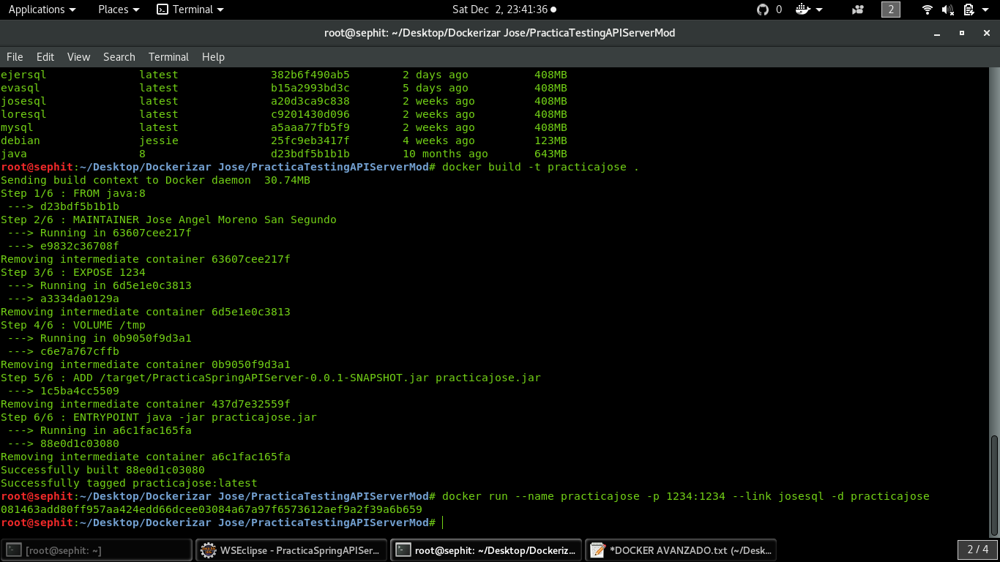 Applications Places Terminal Sat Dec 2, 23:41:36 0 2
root@sephit: ~/Desktop/Dockerizar Jose/PracticaTestingAPIServerMod
File Edit View Search Terminal Help
ejersql latest 382b6f490ab5 2 days ago 408MB
evasql latest b15a2993bd3c 5 days ago 408MB
josesql latest a20d3ca9c838 2 weeks ago 408MB
loresql latest c9201430d096 2 weeks ago 408MB
mysql latest a5aaa77fb5f9 2 weeks ago 408MB
debian jessie 25fc9eb3417f 4 weeks ago 123MB
java 8 d23bdf5b1b1b 10 months ago 643MB
root@sephit:~/Desktop/Dockerizar Jose/PracticaTestingAPIServerMod# docker build -t practicajose .
Sending build context to Docker daemon 30.74MB
Step 1/6 : FROM java:8
---> d23bdf5b1b1b
Step 2/6 : MAINTAINER Jose Angel Moreno San Segundo
---> Running in 63607cee217f
---> e9832c36708f
Removing intermediate container 63607cee217f
Step 3/6 : EXPOSE 1234
---> Running in 6d5e1e0c3813
---> a3334da0129a
Removing intermediate container 6d5e1e0c3813
Step 4/6 : VOLUME /tmp
---> Running in 0b9050f9d3a1
---> c6e7a767cffb
Removing intermediate container 0b9050f9d3a1
Step 5/6 : ADD /target/PracticaSpringAPIServer-0.0.1-SNAPSHOT.jar practicajose.jar
---> 1c5ba4cc5509
Removing intermediate container 437d7e32559f
Step 6/6 : ENTRYPOINT java -jar practicajose.jar
---> Running in a6c1fac165fa
---> 88e0d1c03080
Removing intermediate container a6c1fac165fa
Successfully built 88e0d1c03080
Successfully tagged practicajose:latest
root@sephit:~/Desktop/Dockerizar Jose/PracticaTestingAPIServerMod# docker run --name practicajose -p 1234:1234 --link josesql -d practicajose
081463add80ff957aa424edd66dcee03084a67a97f6573612aef9a2f39a6b659
root@sephit:~/Desktop/Dockerizar Jose/PracticaTestingAPIServerMod#
[root@sephit: ~] WSEclipse - PracticaSpringAPISer... root@sephit: ~/Desktop/Dockeriz... *DOCKER AVANZADO.txt (~/Desk... 2 / 4